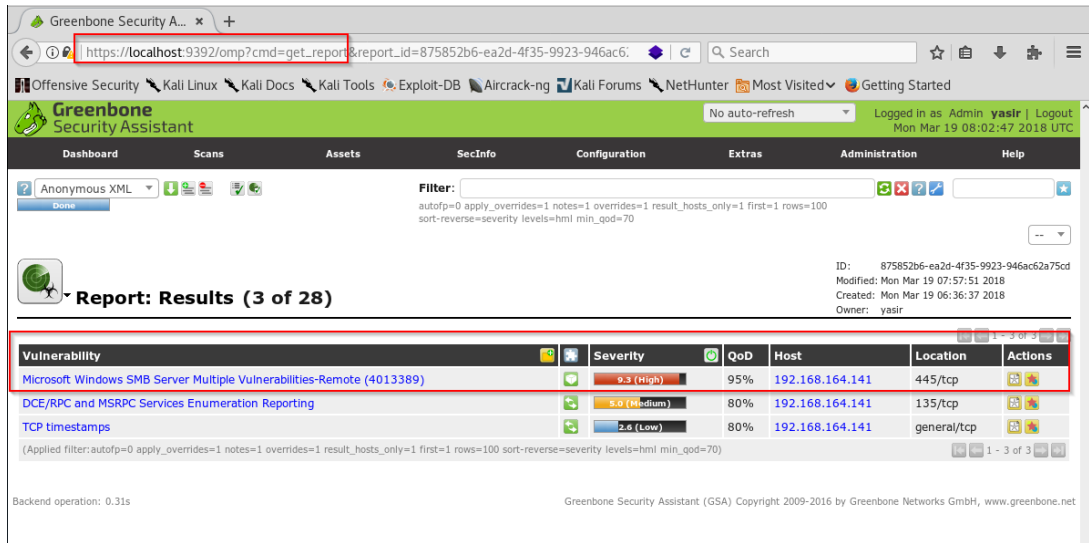 Greenbone Security A... × +
https://localhost:9392/omp?cmd=get_report&report_id=875852b6-ea2d-4f35-9923-946ac6 Search
Offensive Security Kali Linux Kali Docs Kali Tools Exploit-DB Aircrack-ng Kali Forums NetHunter Most Visited Getting Started
Greenbone
Security Assistant
No auto-refresh
Logged in as Admin yasir | Logout
Mon Mar 19 08:02:47 2018 UTC
Dashboard Scans Assets SecInfo Configuration Extras Administration Help
Anonymous XML
Done
Filter:
autofp=0 apply_overrides=1 notes=1 overrides=1 result_hosts_only=1 first=1 rows=100
sort-reverse=severity levels=hml min_qod=70
--
Report: Results (3 of 28)
ID: 875852b6-ea2d-4f35-9923-946ac62a75cd
Modified: Mon Mar 19 07:57:51 2018
Created: Mon Mar 19 06:36:37 2018
Owner: yasir
1 - 3 of 3
Vulnerability Severity QoD Host Location Actions
Microsoft Windows SMB Server Multiple Vulnerabilities-Remote (4013389) 9.3 (High) 95% 192.168.164.141 445/tcp
DCE/RPC and MSRPC Services Enumeration Reporting 5.0 (Medium) 80% 192.168.164.141 135/tcp
TCP timestamps 2.6 (Low) 80% 192.168.164.141 general/tcp
(Applied filter:autofp=0 apply_overrides=1 notes=1 overrides=1 result_hosts_only=1 first=1 rows=100 sort-reverse=severity levels=hml min_qod=70) 1 - 3 of 3
Backend operation: 0.31s Greenbone Security Assistant (GSA) Copyright 2009-2016 by Greenbone Networks GmbH, www.greenbone.net